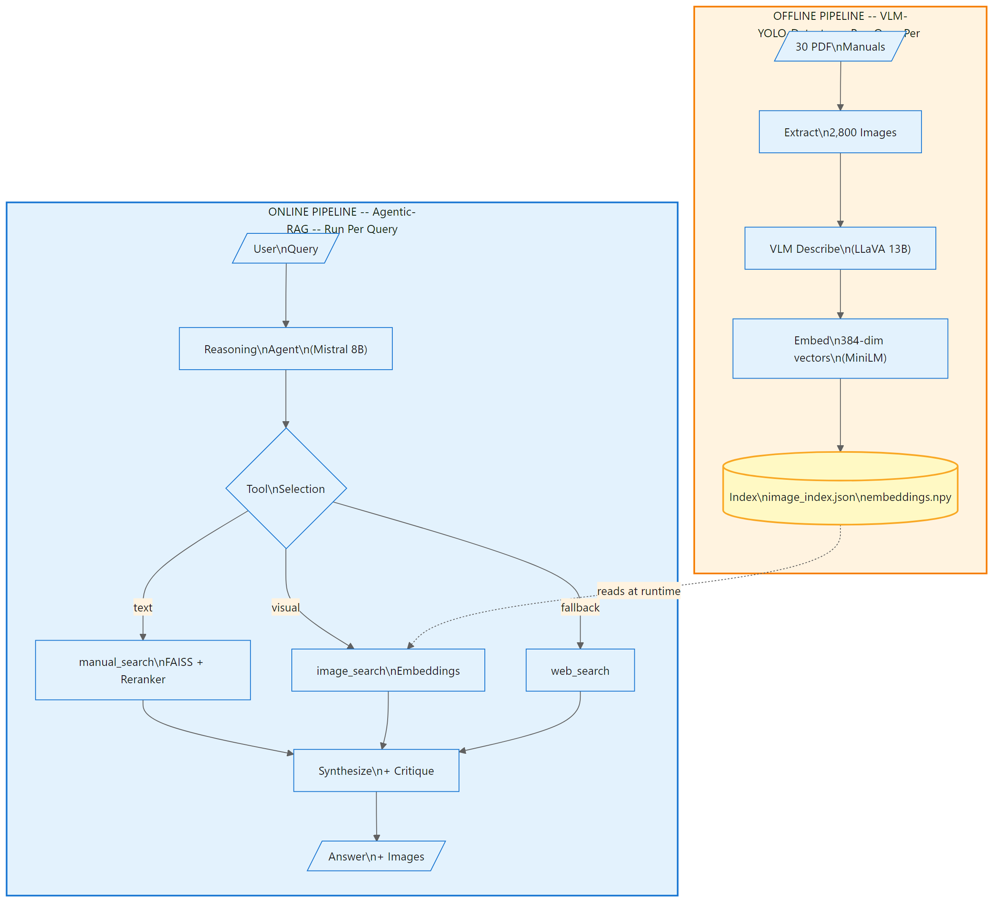 OFFLINE PIPELINE -- VLM-
YOLO- Per
30 PDF\nManuals
Extract\n2,800 Images
VLM Describe\n(LLaVA 13B)
Embed\n384-dim
vectors\n(MiniLM)
Index\nimage_index.json\nembeddings.npy
reads at runtime
ONLINE PIPELINE -- Agentic-
RAG -- Run Per Query
User\nQuery
Reasoning\nAgent\n(Mistral 8B)
Tool\nSelection
text
visual
fallback
manual_search\nFAISS +
Reranker
image_search\nEmbeddings
web_search
Synthesize\n+ Critique
Answer\n+ Images